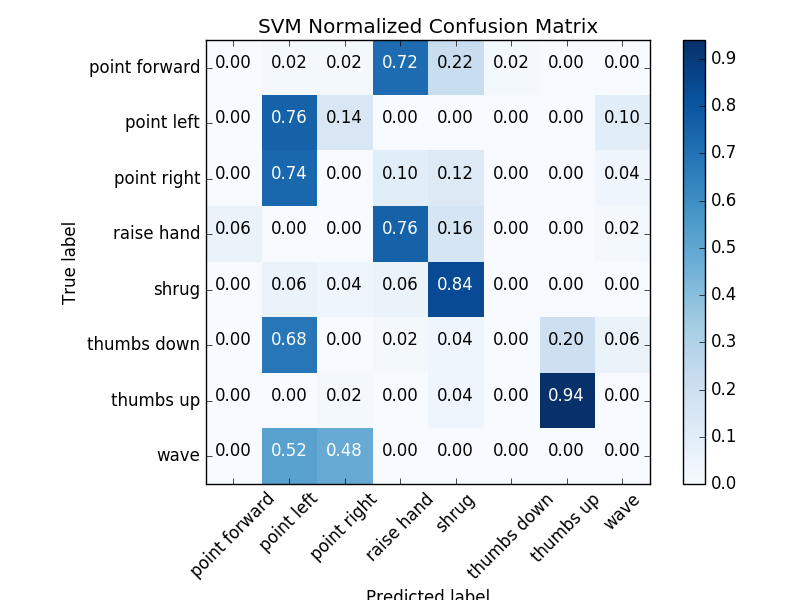 SVM Normalized Confusion Matrix
point forward 0.00 0.02 0.02 0.72 0.22 0.02 0.00 0.00
point left 0.00 0.76 0.14 0.00 0.00 0.00 0.00 0.10
point right 0.00 0.74 0.00 0.10 0.12 0.00 0.00 0.04
raise hand 0.06 0.00 0.00 0.76 0.16 0.00 0.00 0.02
shrug 0.00 0.06 0.04 0.06 0.84 0.00 0.00 0.00
thumbs down 0.00 0.68 0.00 0.02 0.04 0.00 0.20 0.06
thumbs up 0.00 0.00 0.02 0.00 0.04 0.00 0.94 0.00
wave 0.00 0.52 0.48 0.00 0.00 0.00 0.00 0.00
True label
point forward point left point right raise hand shrug thumbs down thumbs up wave
Predicted label
0.9
0.8
0.7
0.6
0.5
0.4
0.3
0.2
0.1
0.0